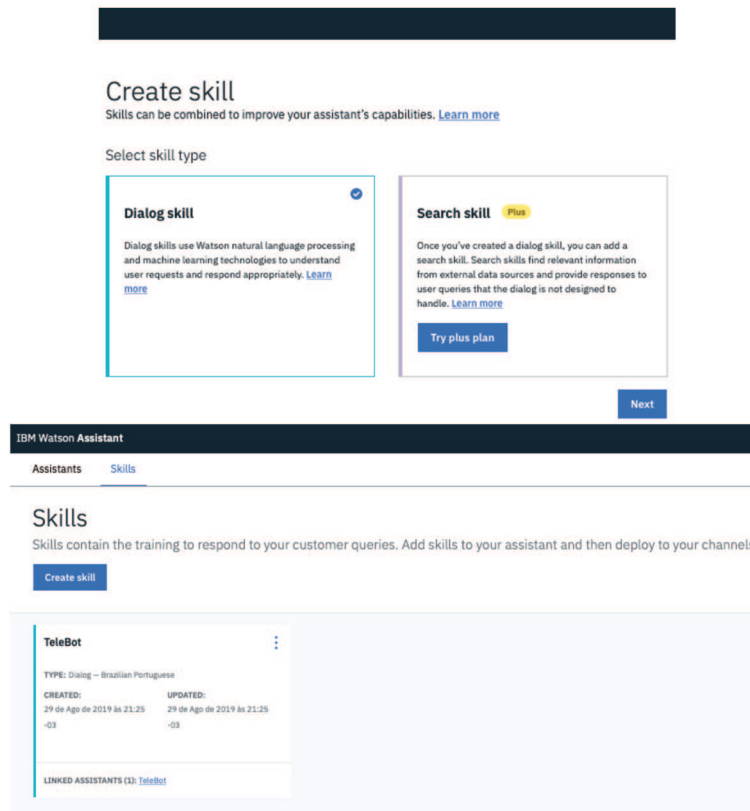 Create skill
Skills can be combined to improve your assistant's capabilities. Learn more
Select skill type
Dialog skill
Dialog skills use Watson natural language processing
and machine learning technologies to understand
user requests and respond appropriately. Learn
more
Search skill Plus
Once you've created a dialog skill, you can add a
search skill. Search skills find relevant information
from external data sources and provide responses to
user queries that the dialog is not designed to
handle. Learn more
Try plus plan
Next
IBM Watson Assistant
Assistants Skills
Skills
Skills contain the training to respond to your customer queries. Add skills to your assistant and then deploy to your channels
Create skill
TeleBot
TYPE: Dialog — Brazilian Portuguese
CREATED: UPDATED:
29 de Ago de 2019 às 21:25 29 de Ago de 2019 às 21:25
-03 -03
LINKED ASSISTANTS (1): TeleBot